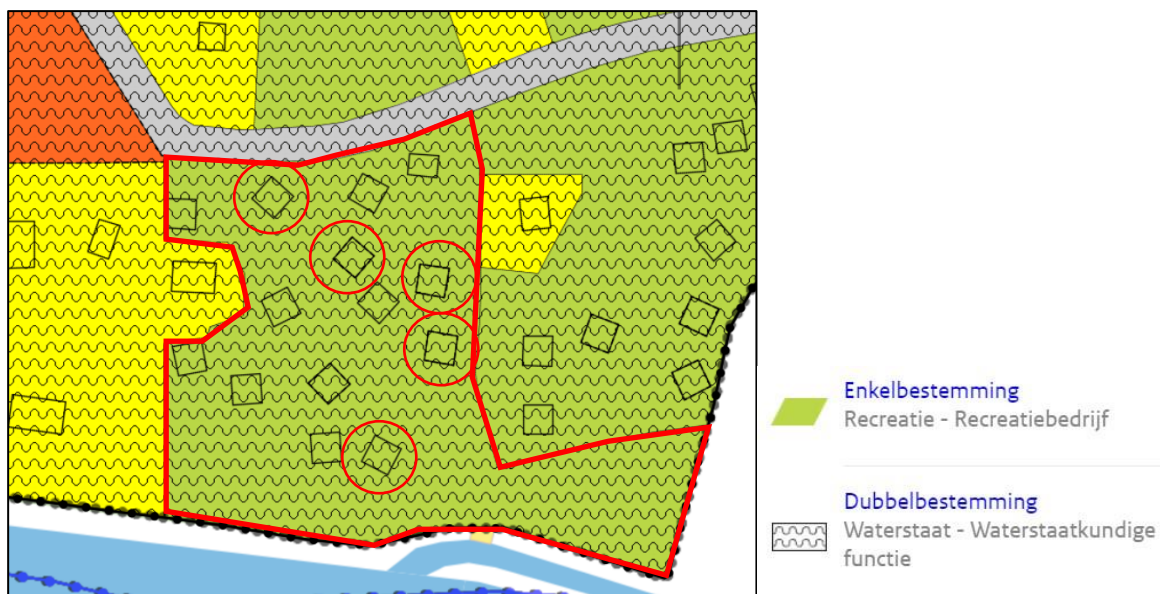 Enkelbestemming
Recreatie - Recreatiebedrijf
Dubbelbestemming
Waterstaat - Waterstaatkundige
functie